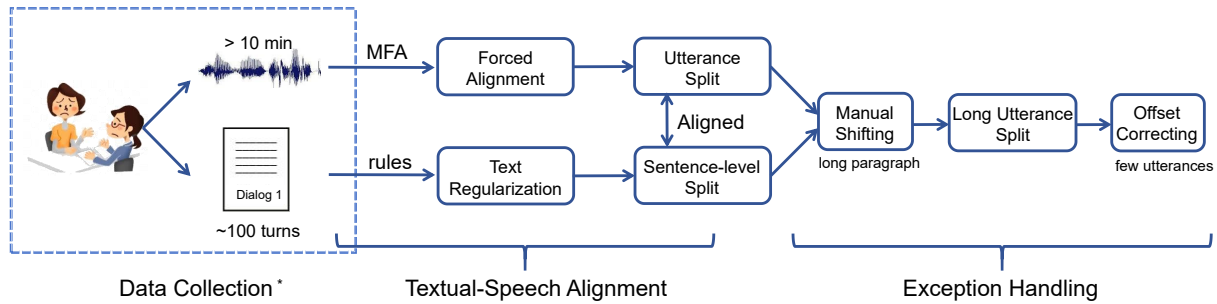 > 10 min
Dialog 1
~100 turns
MFA
rules
Forced
Alignment
Text
Regularization
Utterance
Split
Aligned
Sentence-level
Split
Manual
Shifting
long paragraph
Long Utterance
Split
Offset
Correcting
few utterances
Data Collection *
Textual-Speech Alignment
Exception Handling